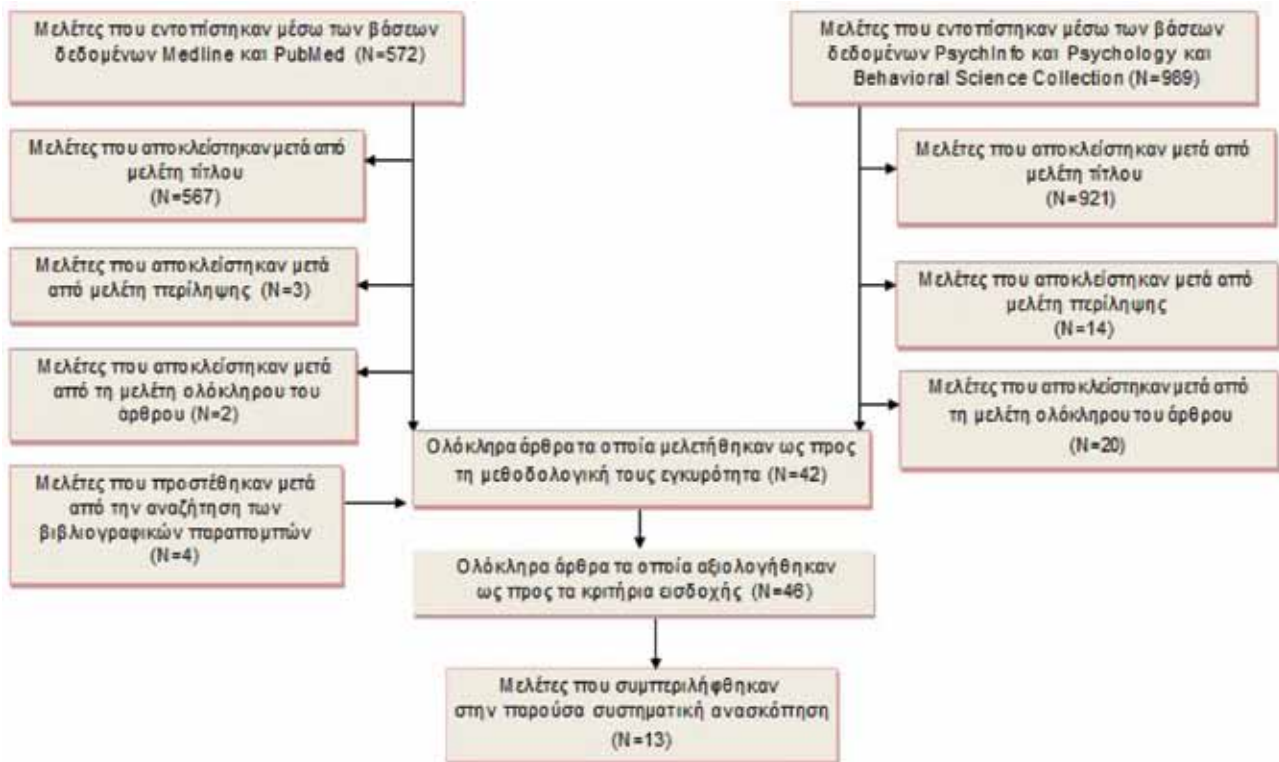 Μελέτες που εντοπίστηκαν μέσω των βάσεων
δεδομένων Medline και PubMed (N=572)
Μελέτες που εντοπίστηκαν μέσω των βάσεων
δεδομένων PsychInfo και Psychology και
Behavioral Science Collection (N=989)
Μελέτες που αποκλείστηκαν μετά από
μελέτη τίτλου
(N=567)
Μελέτες που αποκλείστηκαν μετά από
μελέτη τίτλου
(N=921)
Μελέτες που αποκλείστηκαν μετά
από μελέτη περίληψης (N=3)
Μελέτες που αποκλείστηκαν μετά από
μελέτη περίληψης
(N=14)
Μελέτες που αποκλείστηκαν μετά
από τη μελέτη ολόκληρου του
άρθρου (N=2)
Μελέτες που αποκλείστηκαν μετά από
τη μελέτη ολόκληρου του άρθρου
(N=20)
Ολόκληρα άρθρα τα οποία μελετήθηκαν ως προς
τη μεθοδολογική τους εγκυρότητα (N=42)
Μελέτες που προστέθηκαν μετά
από την αναζήτηση των
βιβλιογραφικών παραπομπών
(N=4)
Ολόκληρα άρθρα τα οποία αξιολογήθηκαν
ως προς τα κριτήρια εισδοχής (N=46)
Μελέτες που συμπεριλήφθηκαν
στην παρούσα συστηματική ανασκόπηση
(N=13)